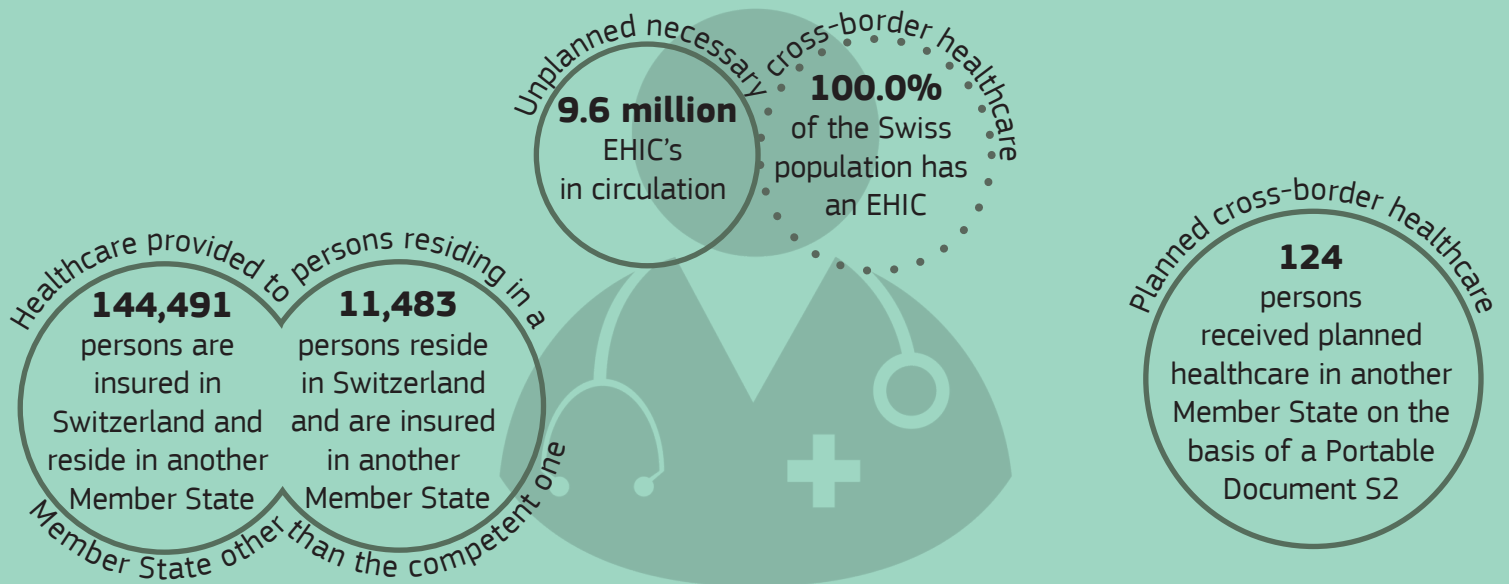 Unplanned necessary cross-border healthcare
9.6 million
EHIC's
in circulation
100.0%
of the Swiss
population has
an EHIC
Healthcare provided to persons residing in a
Member State other than the competent one
144,491
persons are
insured in
Switzerland and
reside in another
Member State
11,483
persons reside
in Switzerland
and are insured
in another
Member State
Planned cross-border healthcare
124
persons
received planned
healthcare in another
Member State on the
basis of a Portable
Document S2